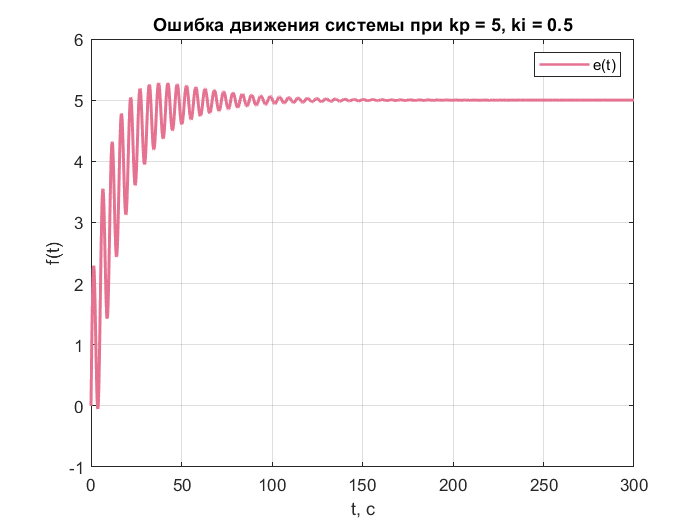 Ошибка движения системы при kp = 5, ki = 0.5
e(t)
6
5
4
3
2
1
0
-1
f(t)
0 50 100 150 200 250 300
t, c